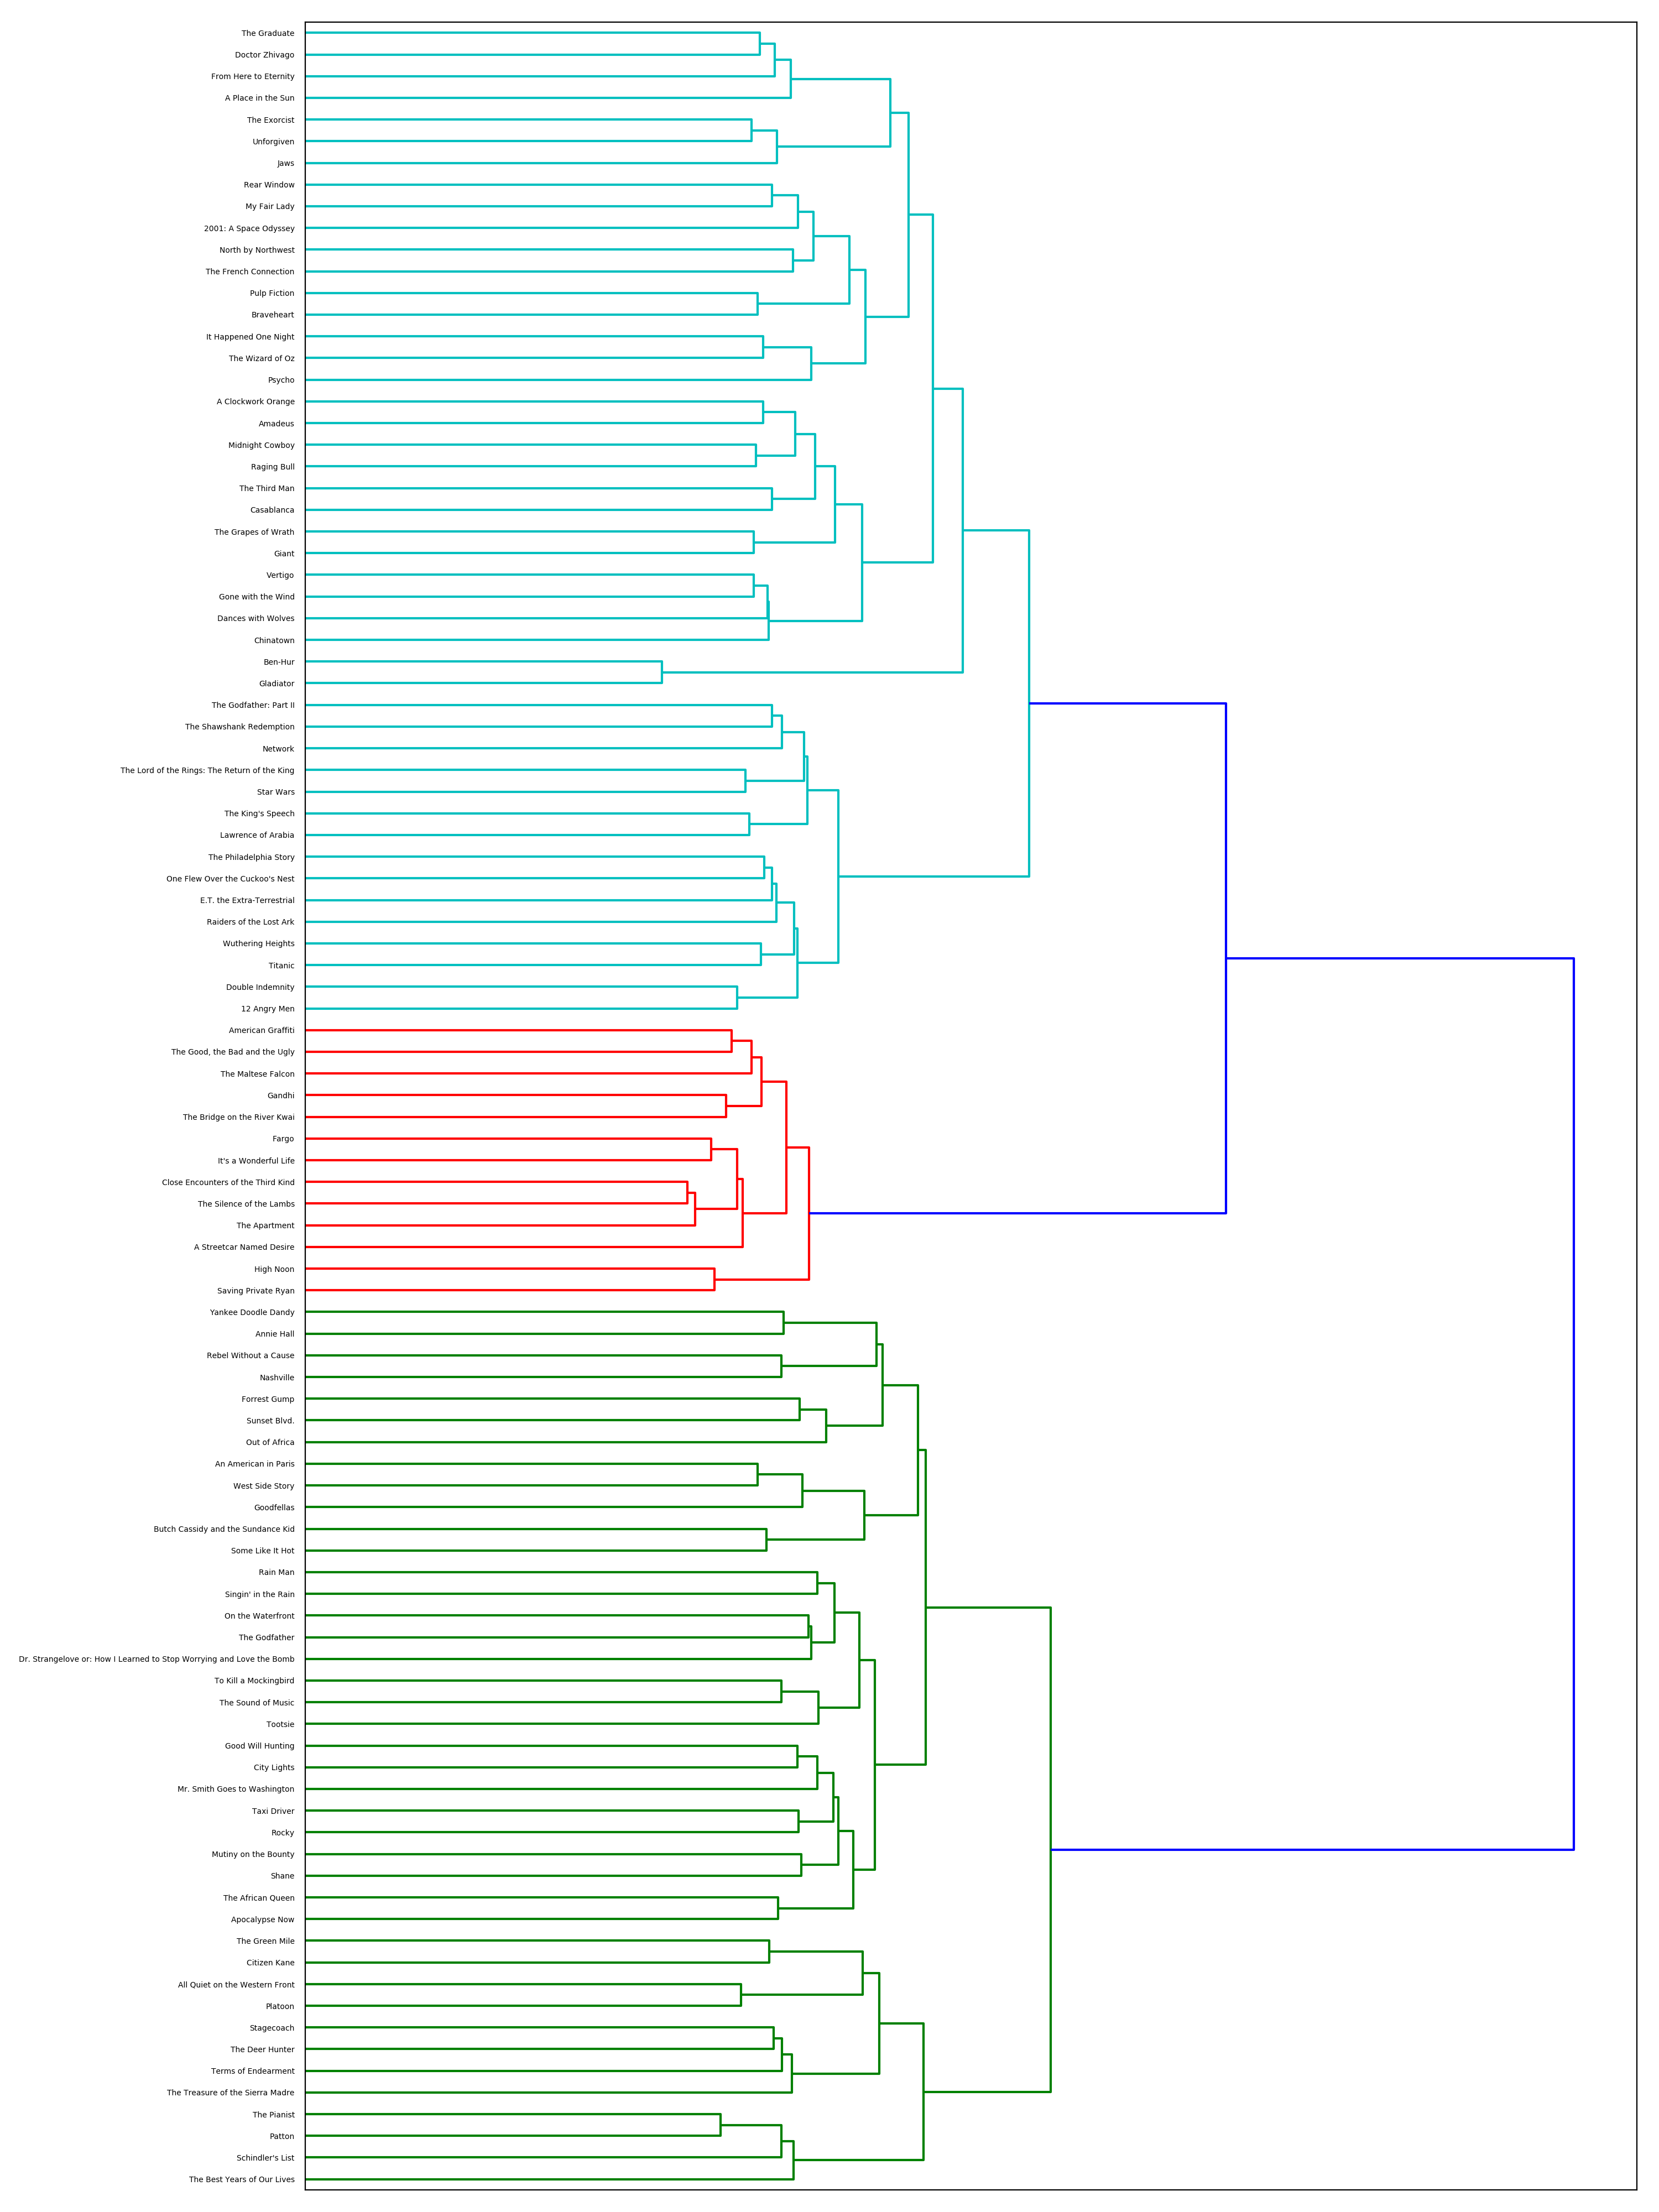 The Graduate
Doctor Zhivago
From Here to Eternity
A Place in the Sun
The Exorcist
Unforgiven
Jaws
Rear Window
My Fair Lady
2001: A Space Odyssey
North by Northwest
The French Connection
Pulp Fiction
Braveheart
It Happened One Night
The Wizard of Oz
Psycho
A Clockwork Orange
Amadeus
Midnight Cowboy
Raging Bull
The Third Man
Casablanca
The Grapes of Wrath
Giant
Vertigo
Gone with the Wind
Dances with Wolves
Chinatown
Ben-Hur
Gladiator
The Godfather: Part II
The Shawshank Redemption
Network
The Lord of the Rings: The Return of the King
Star Wars
The King's Speech
Lawrence of Arabia
The Philadelphia Story
One Flew Over the Cuckoo's Nest
E.T. the Extra-Terrestrial
Raiders of the Lost Ark
Wuthering Heights
Titanic
Double Indemnity
12 Angry Men
American Graffiti
The Good, the Bad and the Ugly
The Maltese Falcon
Gandhi
The Bridge on the River Kwai
Fargo
It's a Wonderful Life
Close Encounters of the Third Kind
The Silence of the Lambs
The Apartment
A Streetcar Named Desire
High Noon
Saving Private Ryan
Yankee Doodle Dandy
Annie Hall
Rebel Without a Cause
Nashville
Forrest Gump
Sunset Blvd.
Out of Africa
An American in Paris
West Side Story
Goodfellas
Butch Cassidy and the Sundance Kid
Some Like It Hot
Rain Man
Singin' in the Rain
On the Waterfront
The Godfather
Dr. Strangelove or: How I Learned to Stop Worrying and Love the Bomb
To Kill a Mockingbird
The Sound of Music
Tootsie
Good Will Hunting
City Lights
Mr. Smith Goes to Washington
Taxi Driver
Rocky
Mutiny on the Bounty
Shane
The African Queen
Apocalypse Now
The Green Mile
Citizen Kane
All Quiet on the Western Front
Platoon
Stagecoach
The Deer Hunter
Terms of Endearment
The Treasure of the Sierra Madre
The Pianist
Patton
Schindler's List
The Best Years of Our Lives